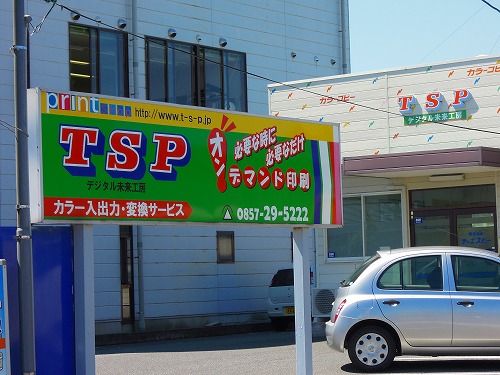 print http://www.t-s-p.jp
TSP
デジタル未来工房
カラー入出力・変換サービス
必要な時に
必要なだけ
オンデマンド印刷
0857-29-5222
カラーコピー
カラーコピー
TSP
デジタル未来工房